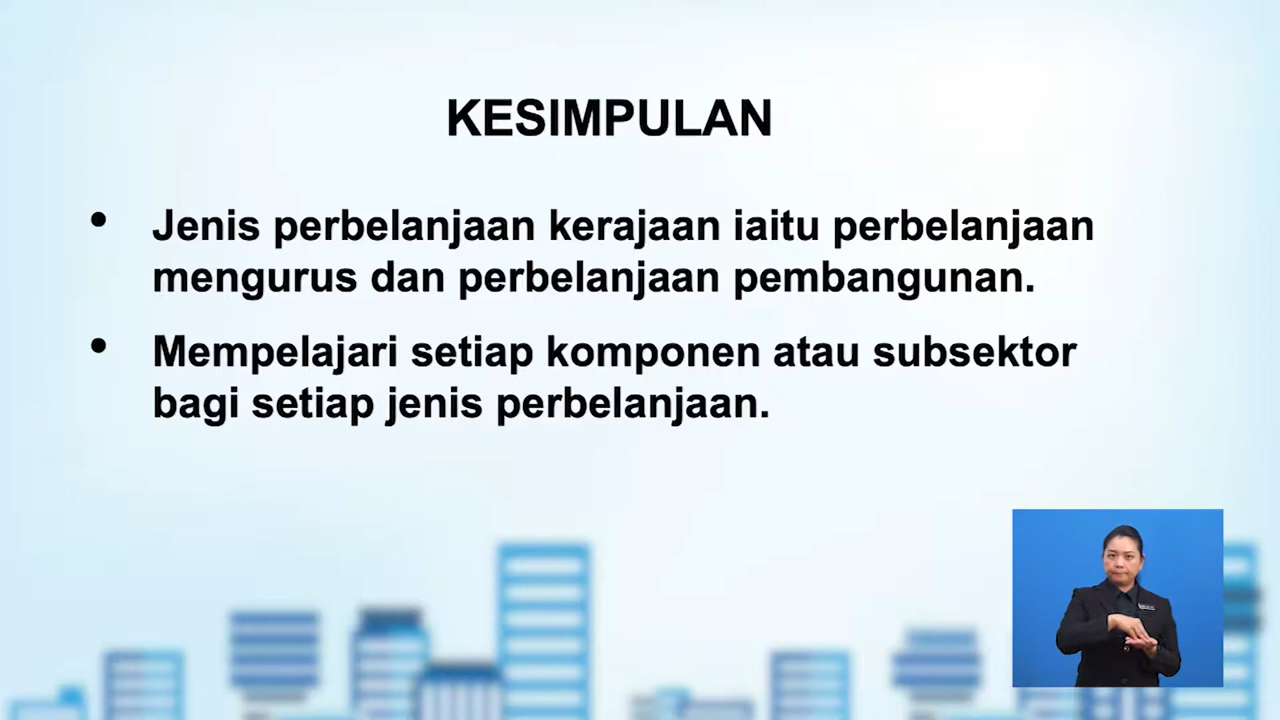 KESIMPULAN
• Jenis perbelanjaan kerajaan iaitu perbelanjaan
mengurus dan perbelanjaan pembangunan.
• Mempelajari setiap komponen atau subsektor
bagi setiap jenis perbelanjaan.